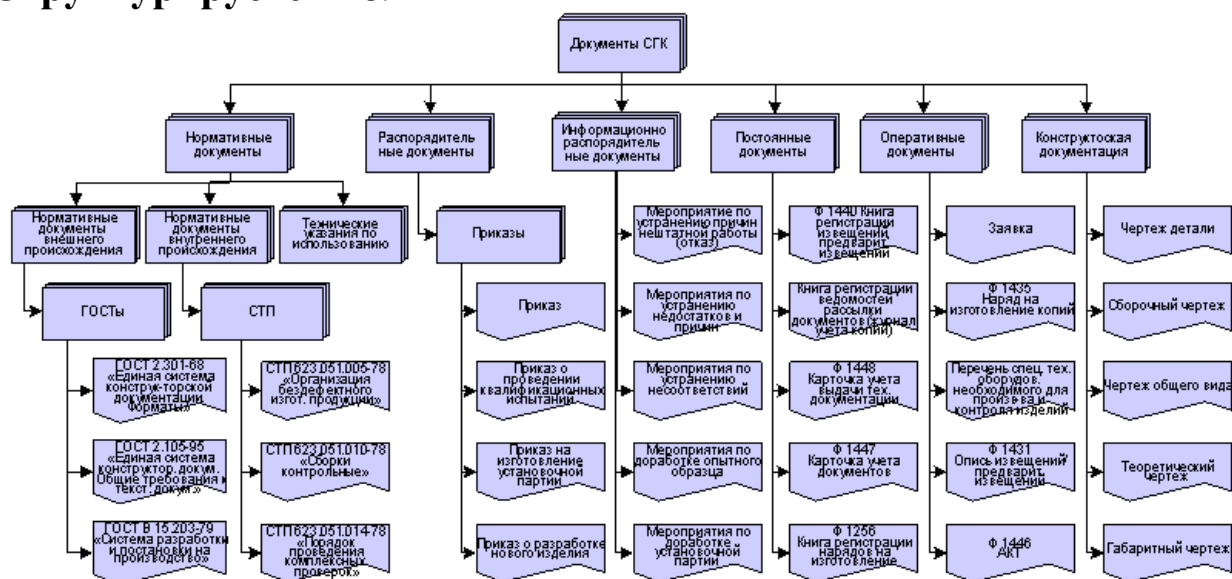 Документы СГК
Нормативные
документы
Распорядитель
ные документы
Информационно
распорядитель
ные документы
Постоянные
документы
Оперативные
документы
Конструктоская
документация
Нормативные
документы
внешнего
происхождения
Нормативные
документы
внутреннего
происхождения
Технические
указания по
использованию
Приказы
Мероприятие по
устранению причин
нештатной работы
(отказ)
Ф 1440 Книга
регистрации
извещений,
предварит.
извещений
Заявка
Чертеж детали
ГОСТы
СТП
Приказ
Мероприятия по
устранению
недостатков и
причин
Книга регистрации
ведомостей
рассылки
документов (журнал
учета копий)
Ф 1435
Наряд на
изготовление копий
Сборочный чертеж
ГОСТ 2.301-68
«Единая система
конструк-торской
документации
Форматы»
СТП 623.051.005-78
«Организация
бездефектного
изгот. продукции»
Приказ о
проведении
квалификационных
испытаний
Мероприятия по
устранению
несоответствий
Ф 1448
Карточка учета
выдачи тех.
документации
Перечень спец. тех.
оборудов.
необходимого для
произв-ва и
контроля изделий
Чертеж общего вида
ГОСТ 2.105-95
«Единая система
конструктор. докум.
Общие требования к
текст. докум.»
СТП 623.051.010-78
«Сборки
контрольные»
Приказ на
изготовление
установочной
партии
Мероприятия по
доработке опытного
образца
Ф 1447
Карточка учета
документов
Ф 1431
Опись извещений/
предварит.
извещений
Теоретический
чертеж
ГОСТ В 15.203-79
«Система разработки
и постановки на
производство»
СТП 623.051.014-78
«Порядок
проведения
комплексных
проверок»
Приказ о разработке
нового изделия
Мероприятия по
доработке
установочной
партии
Ф 1256
Книга регистрации
нарядов на
изготовление
Ф 1446
Акт
Габаритный чертеж